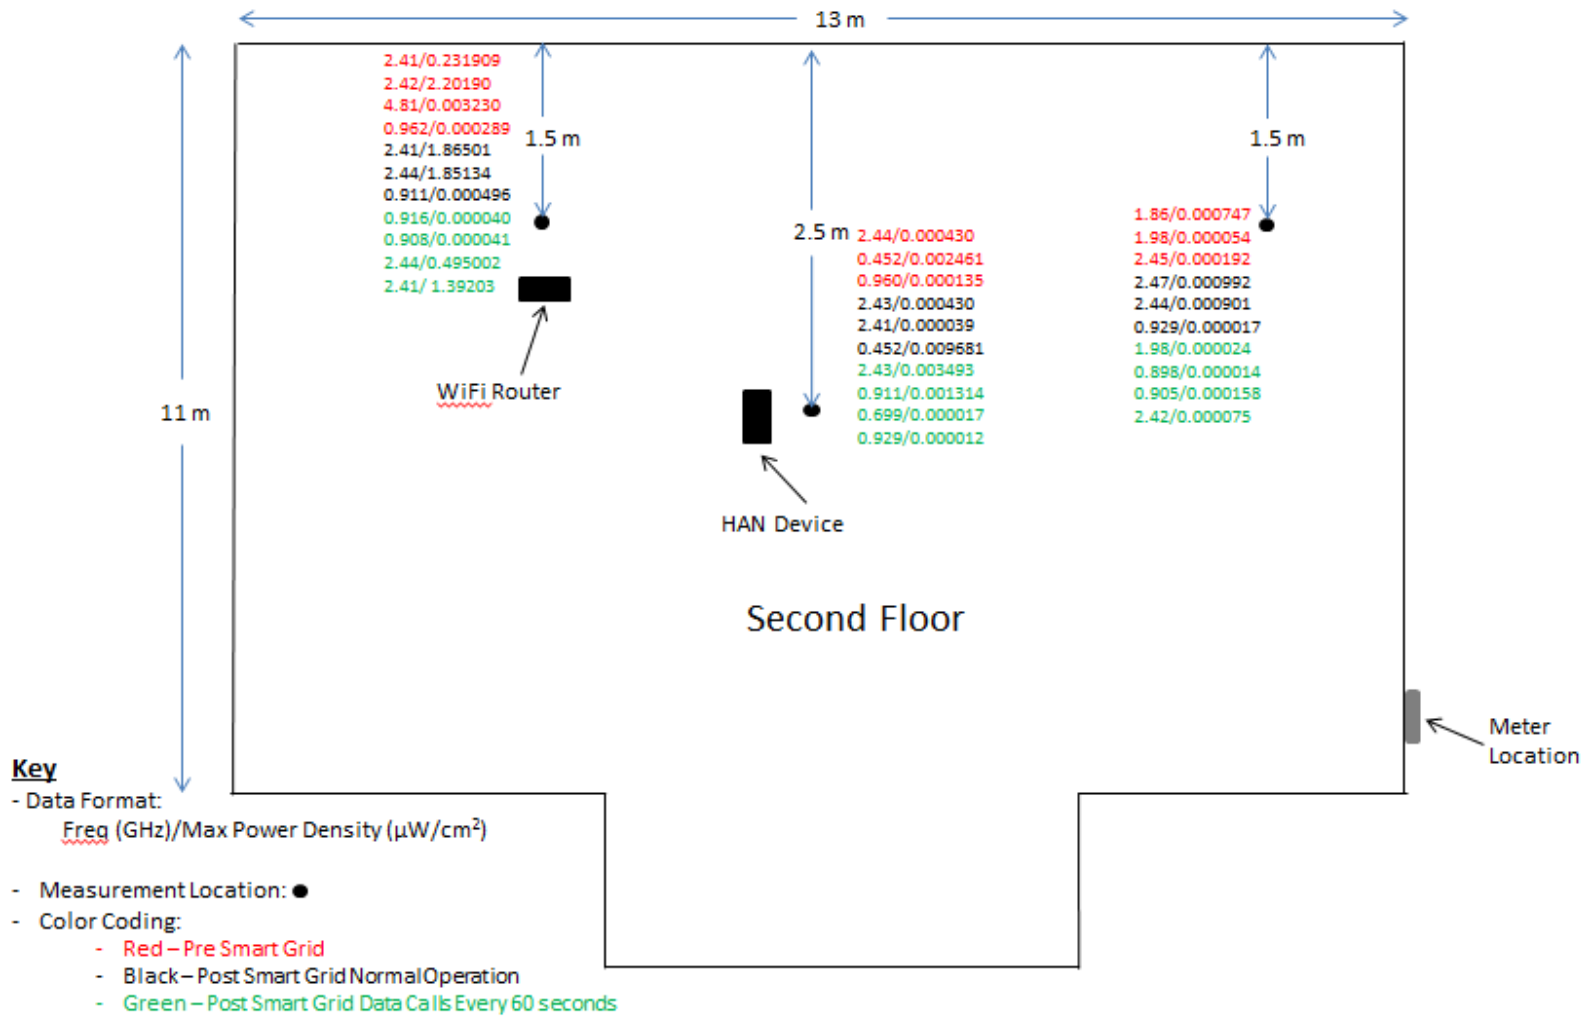 13 m
2.41/0.231909
2.42/2.20190
4.81/0.003230
0.962/0.000289
2.41/1.86501
2.44/1.85134
0.911/0.000496
0.916/0.000040
0.908/0.000041
2.44/0.495002
2.41/ 1.39203
1.5 m
WiFi Router
2.5 m
2.44/0.000430
0.452/0.002461
0.960/0.000135
2.43/0.000430
2.41/0.000039
0.452/0.009681
2.43/0.003493
0.911/0.001314
0.699/0.000017
0.929/0.000012
HAN Device
1.5 m
1.86/0.000747
1.98/0.000054
2.45/0.000192
2.47/0.000992
2.44/0.000901
0.929/0.000017
1.98/0.000024
0.898/0.000014
0.905/0.000158
2.42/0.000075
11 m
Second Floor
Meter
Location
Key
- Data Format:
Freq (GHz)/Max Power Density (µW/cm²)
- Measurement Location:
- Color Coding:
- Red – Pre Smart Grid
- Black – Post Smart Grid Normal Operation
- Green – Post Smart Grid Data Calls Every 60 seconds